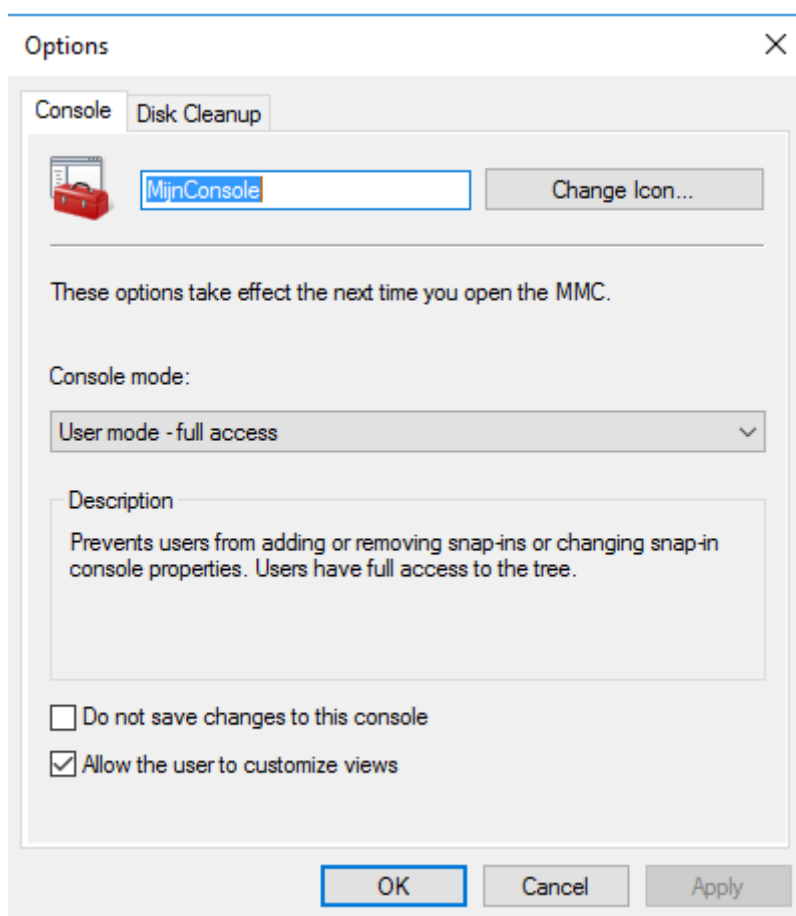 Options
Console
Disk Cleanup
MijnConsole
Change Icon...
These options take effect the next time you open the MMC.
Console mode:
User mode - full access
Description
Prevents users from adding or removing snap-ins or changing snap-in
console properties. Users have full access to the tree.
Do not save changes to this console
Allow the user to customize views
OK
Cancel
Apply